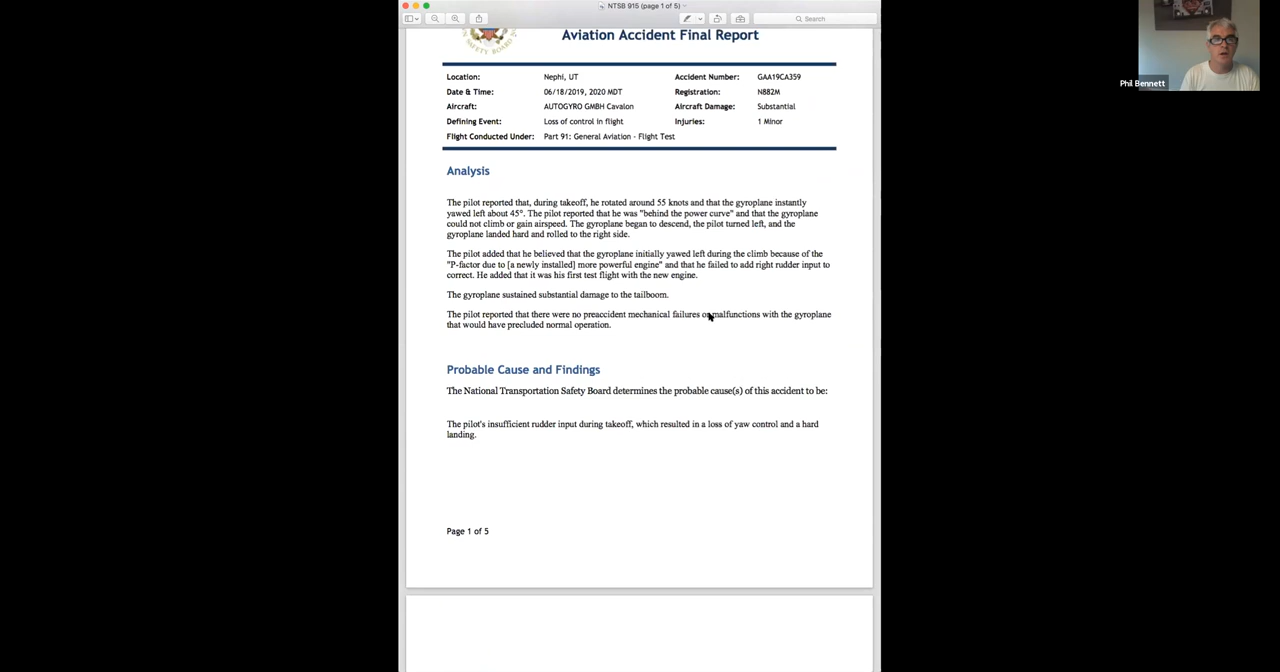 NTSB 915 (page 1 of 5)
Search
Phil Bennett
Aviation Accident Final Report
Location: Nephi, UT Accident Number: GAA19CA359
Date & Time: 06/18/2019, 2020 MDT Registration: N882M
Aircraft: AUTOGYRO GMBH Cavalon Aircraft Damage: Substantial
Defining Event: Loss of control in flight Injuries: 1 Minor
Flight Conducted Under: Part 91: General Aviation - Flight Test
Analysis
The pilot reported that, during takeoff, he rotated around 55 knots and that the gyroplane instantly
yawed left about 45°. The pilot reported that he was "behind the power curve" and that the gyroplane
could not climb or gain airspeed. The gyroplane began to descend, the pilot turned left, and the
gyroplane landed hard and rolled to the right side.
The pilot added that he believed that the gyroplane initially yawed left during the climb because of the
"P-factor due to [a newly installed] more powerful engine" and that he failed to add right rudder input to
correct. He added that it was his first test flight with the new engine.
The gyroplane sustained substantial damage to the tailboom.
The pilot reported that there were no preaccident mechanical failures or malfunctions with the gyroplane
that would have precluded normal operation.
Probable Cause and Findings
The National Transportation Safety Board determines the probable cause(s) of this accident to be:
The pilot's insufficient rudder input during takeoff, which resulted in a loss of yaw control and a hard
landing.
Page 1 of 5